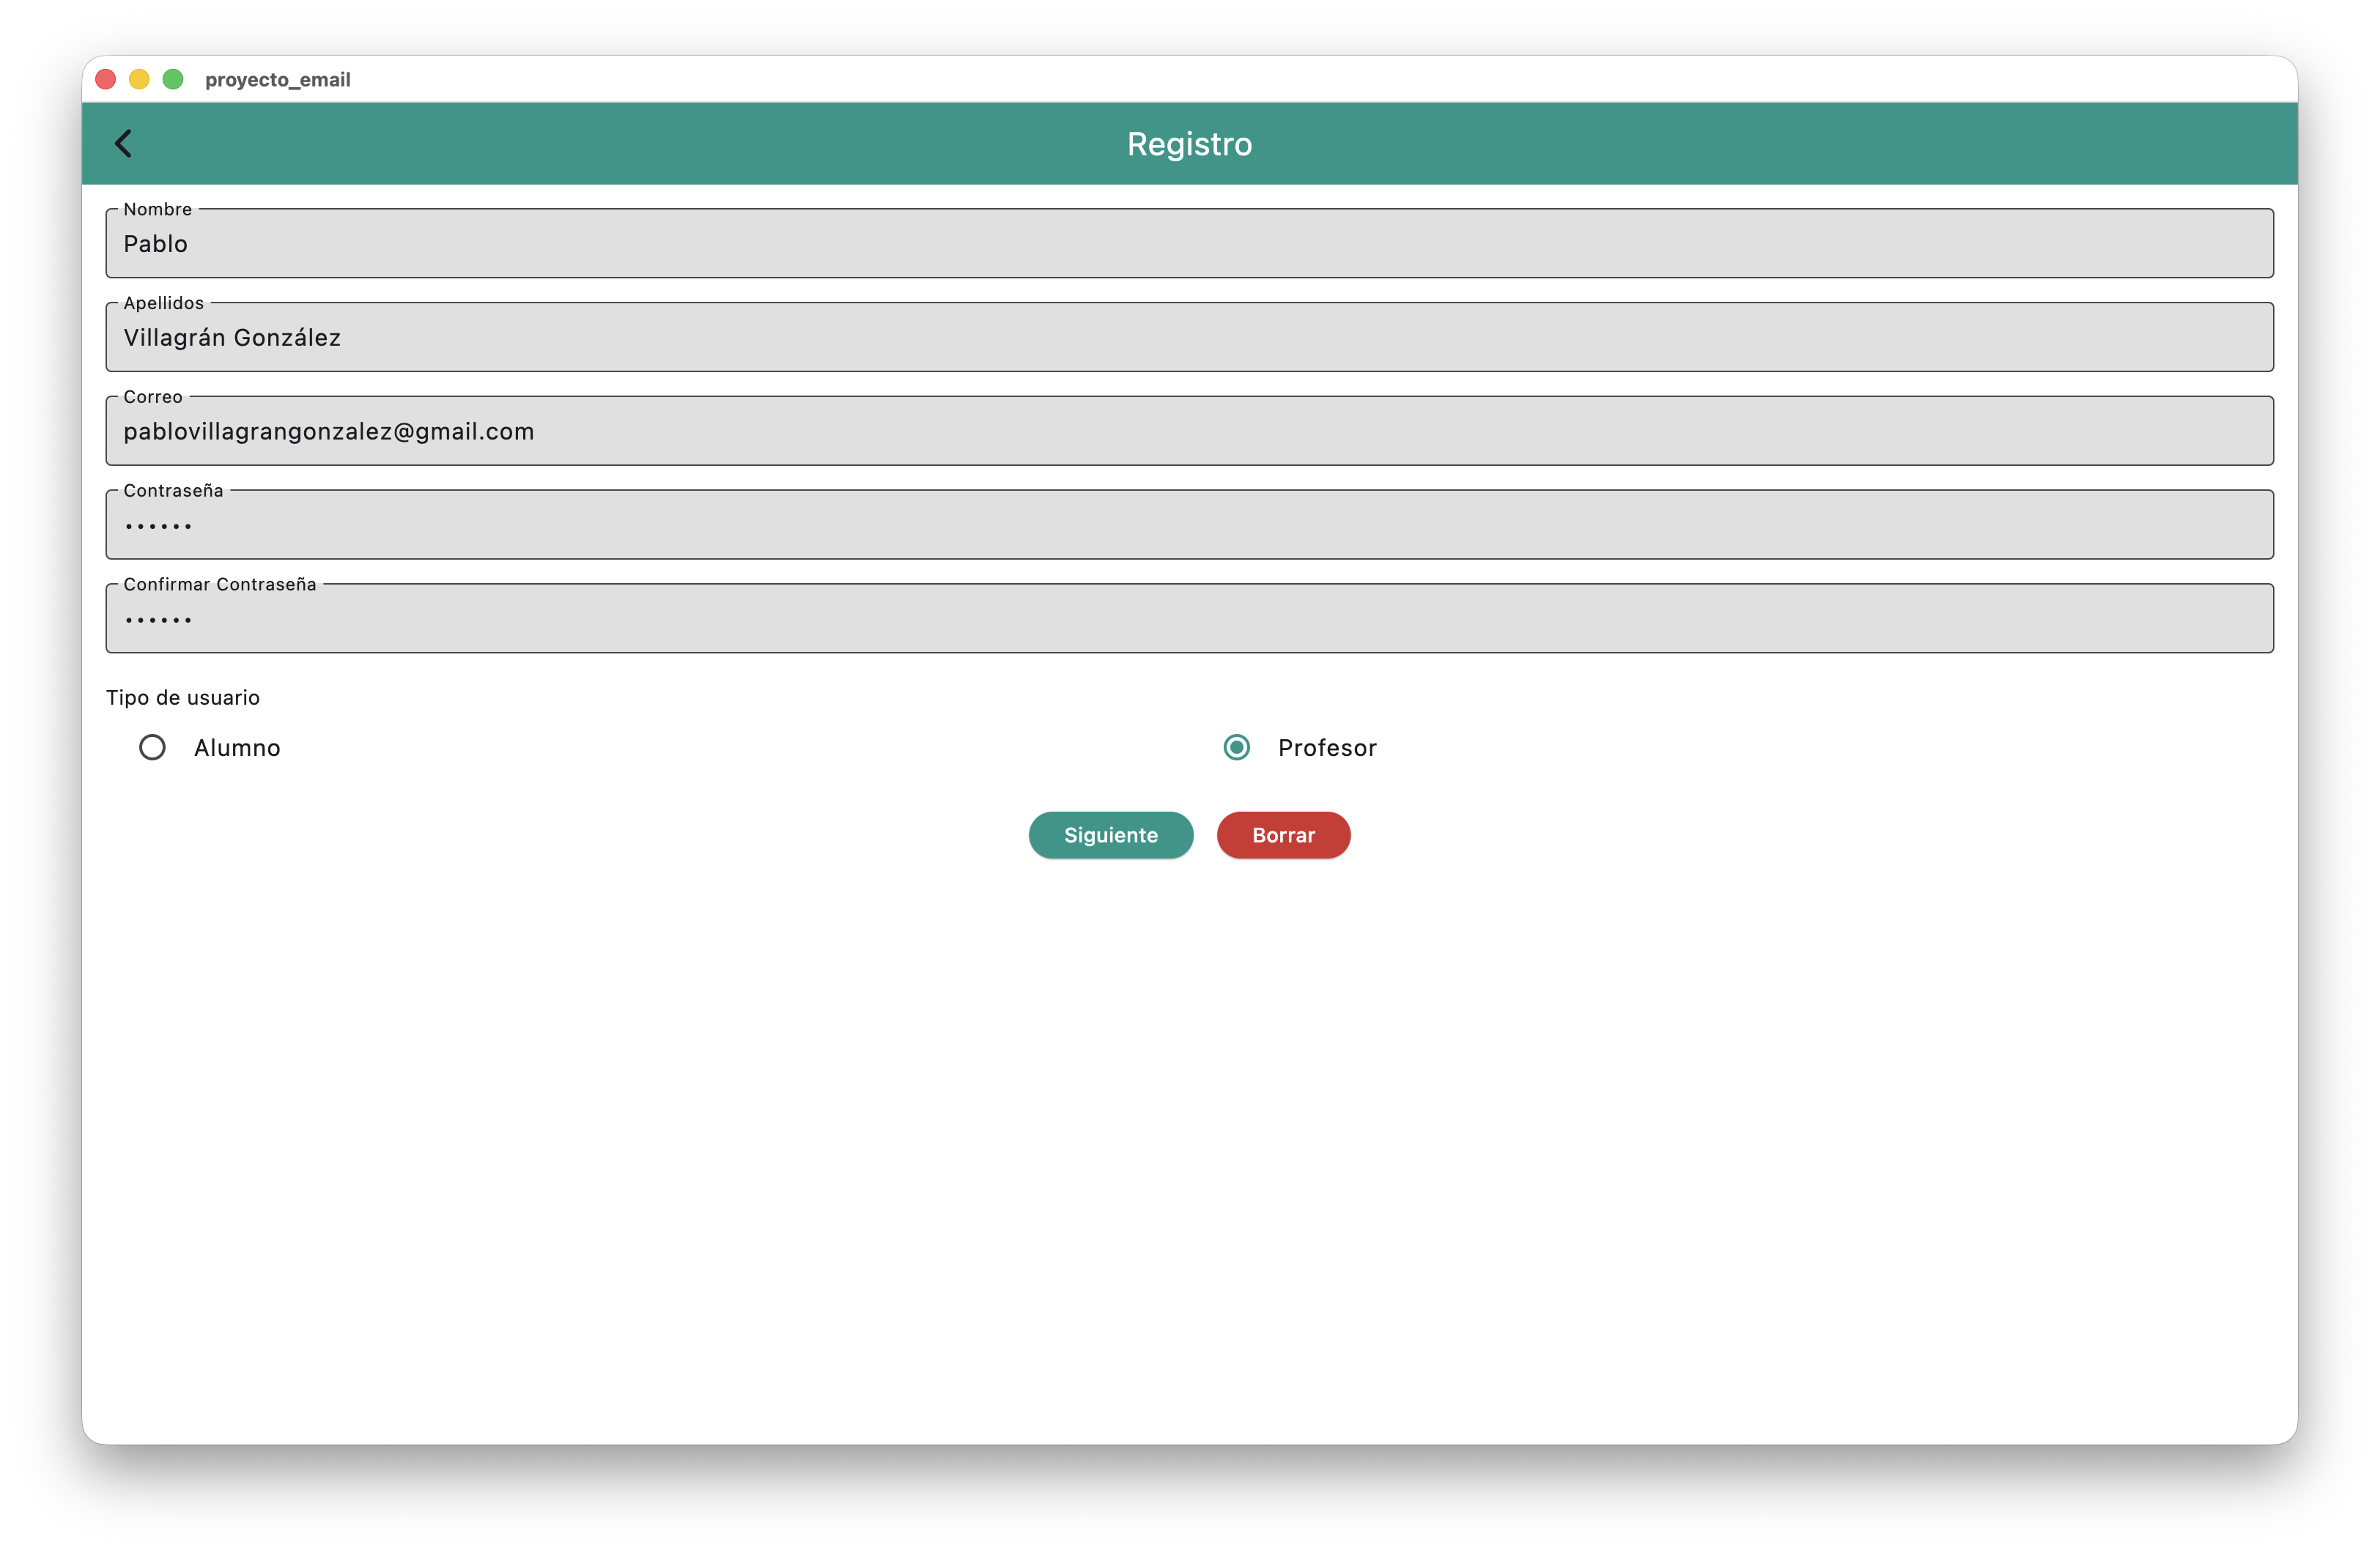 proyecto_email
Registro
Nombre
Pablo
Apellidos
Villagrán González
Correo
pablovillagrangonzalez@gmail.com
Contraseña
••••••
Confirmar Contraseña
••••••
Tipo de usuario
Alumno Profesor
Siguiente Borrar